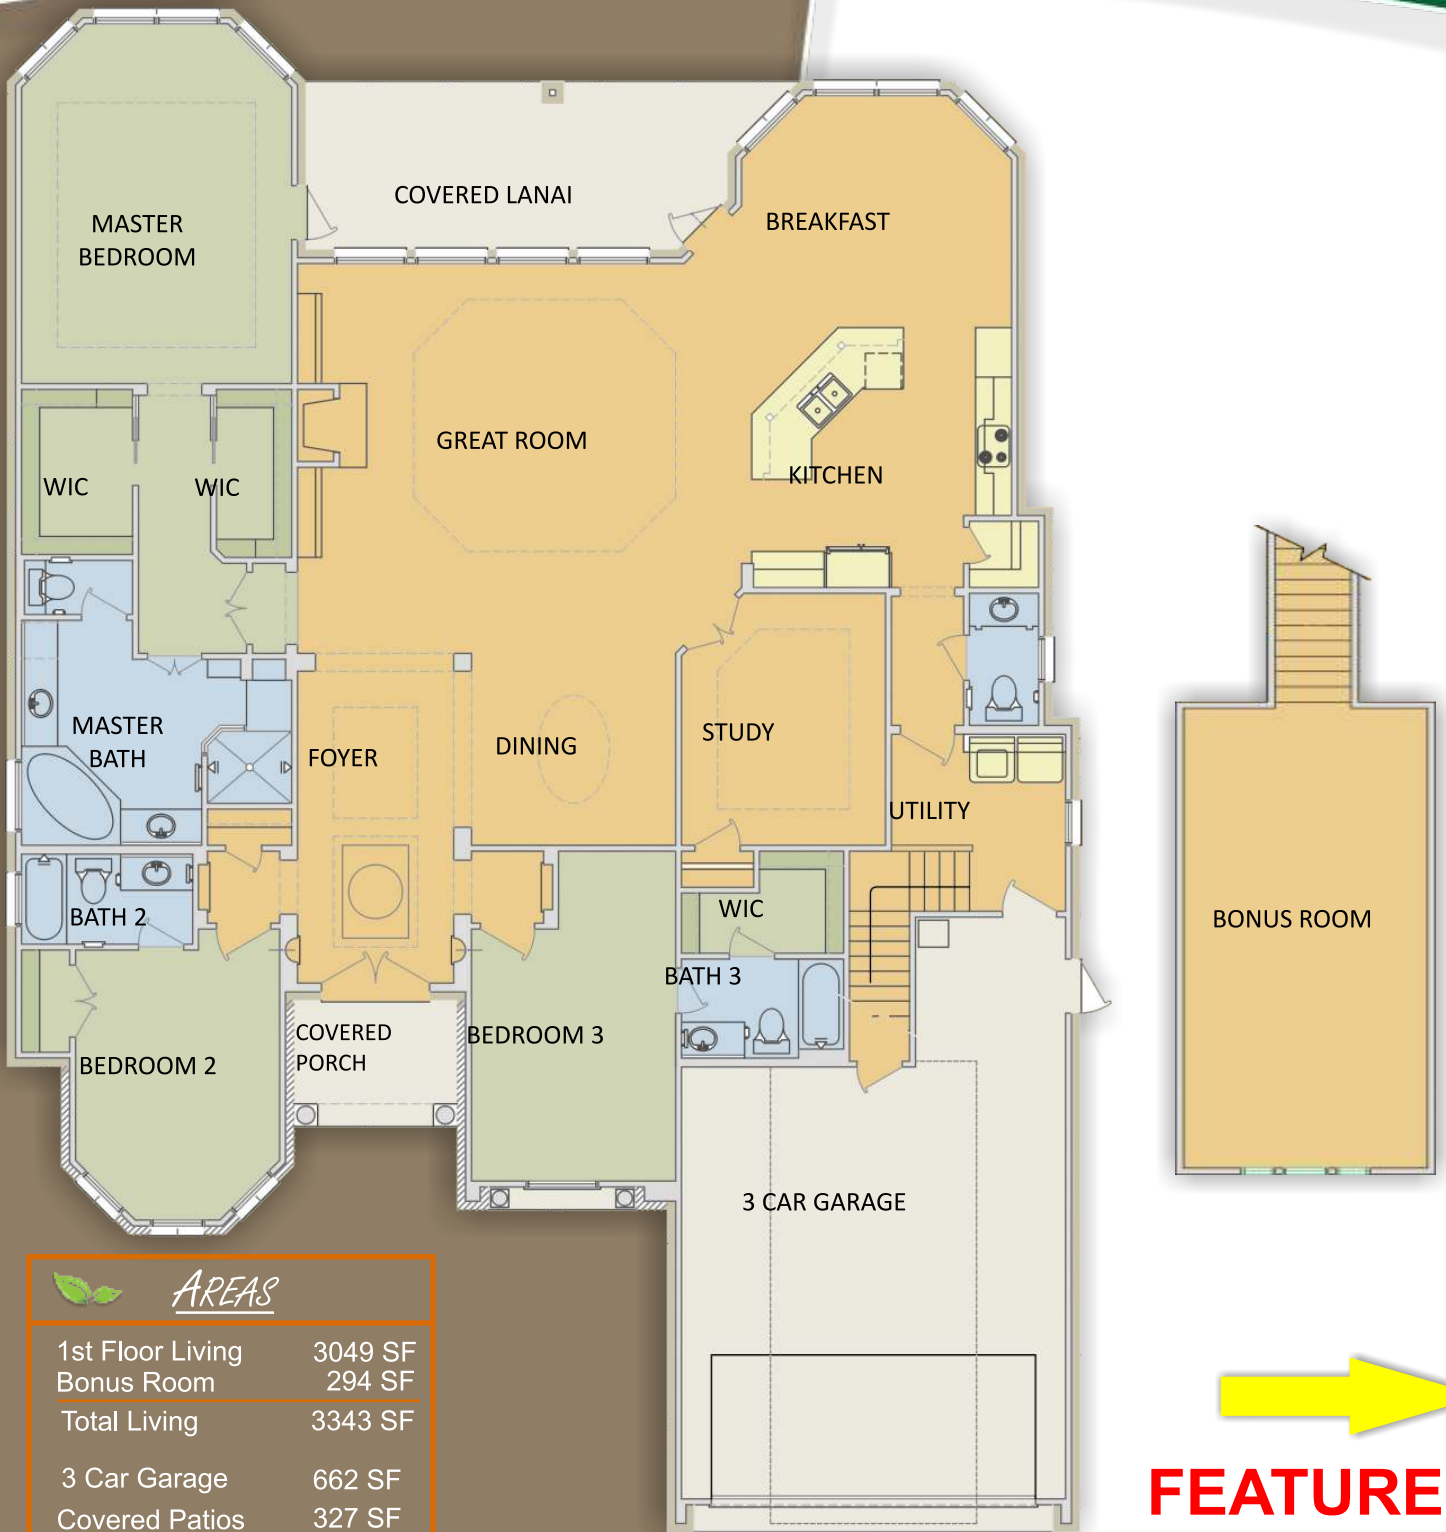 COVERED LANAI
MASTER
BEDROOM
BREAKFAST
GREAT ROOM
KITCHEN
WIC
WIC
MASTER
BATH
FOYER
DINING
STUDY
UTILITY
BATH 2
WIC
BONUS ROOM
BATH 3
COVERED
PORCH
BEDROOM 3
BEDROOM 2
3 CAR GARAGE
AREAS
1st Floor Living 3049 SF
Bonus Room 294 SF
Total Living 3343 SF
3 Car Garage 662 SF
Covered Patios 327 SF
FEATURE